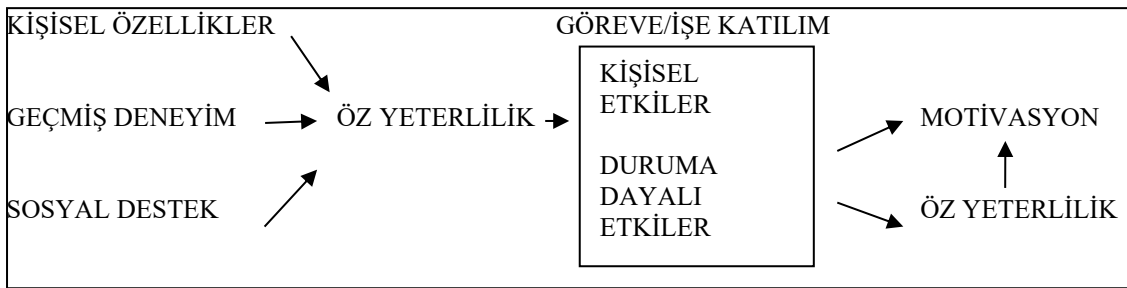 KİŞİSEL ÖZELLİKLER
GEÇMİŞ DENEYİM
SOSYAL DESTEK
ÖZ YETERLİLİK
GÖREVE/İŞE KATILIM
KİŞİSEL
ETKİLER
DURUMA
DAYALI
ETKİLER
MOTİVASYON
ÖZ YETERLİLİK